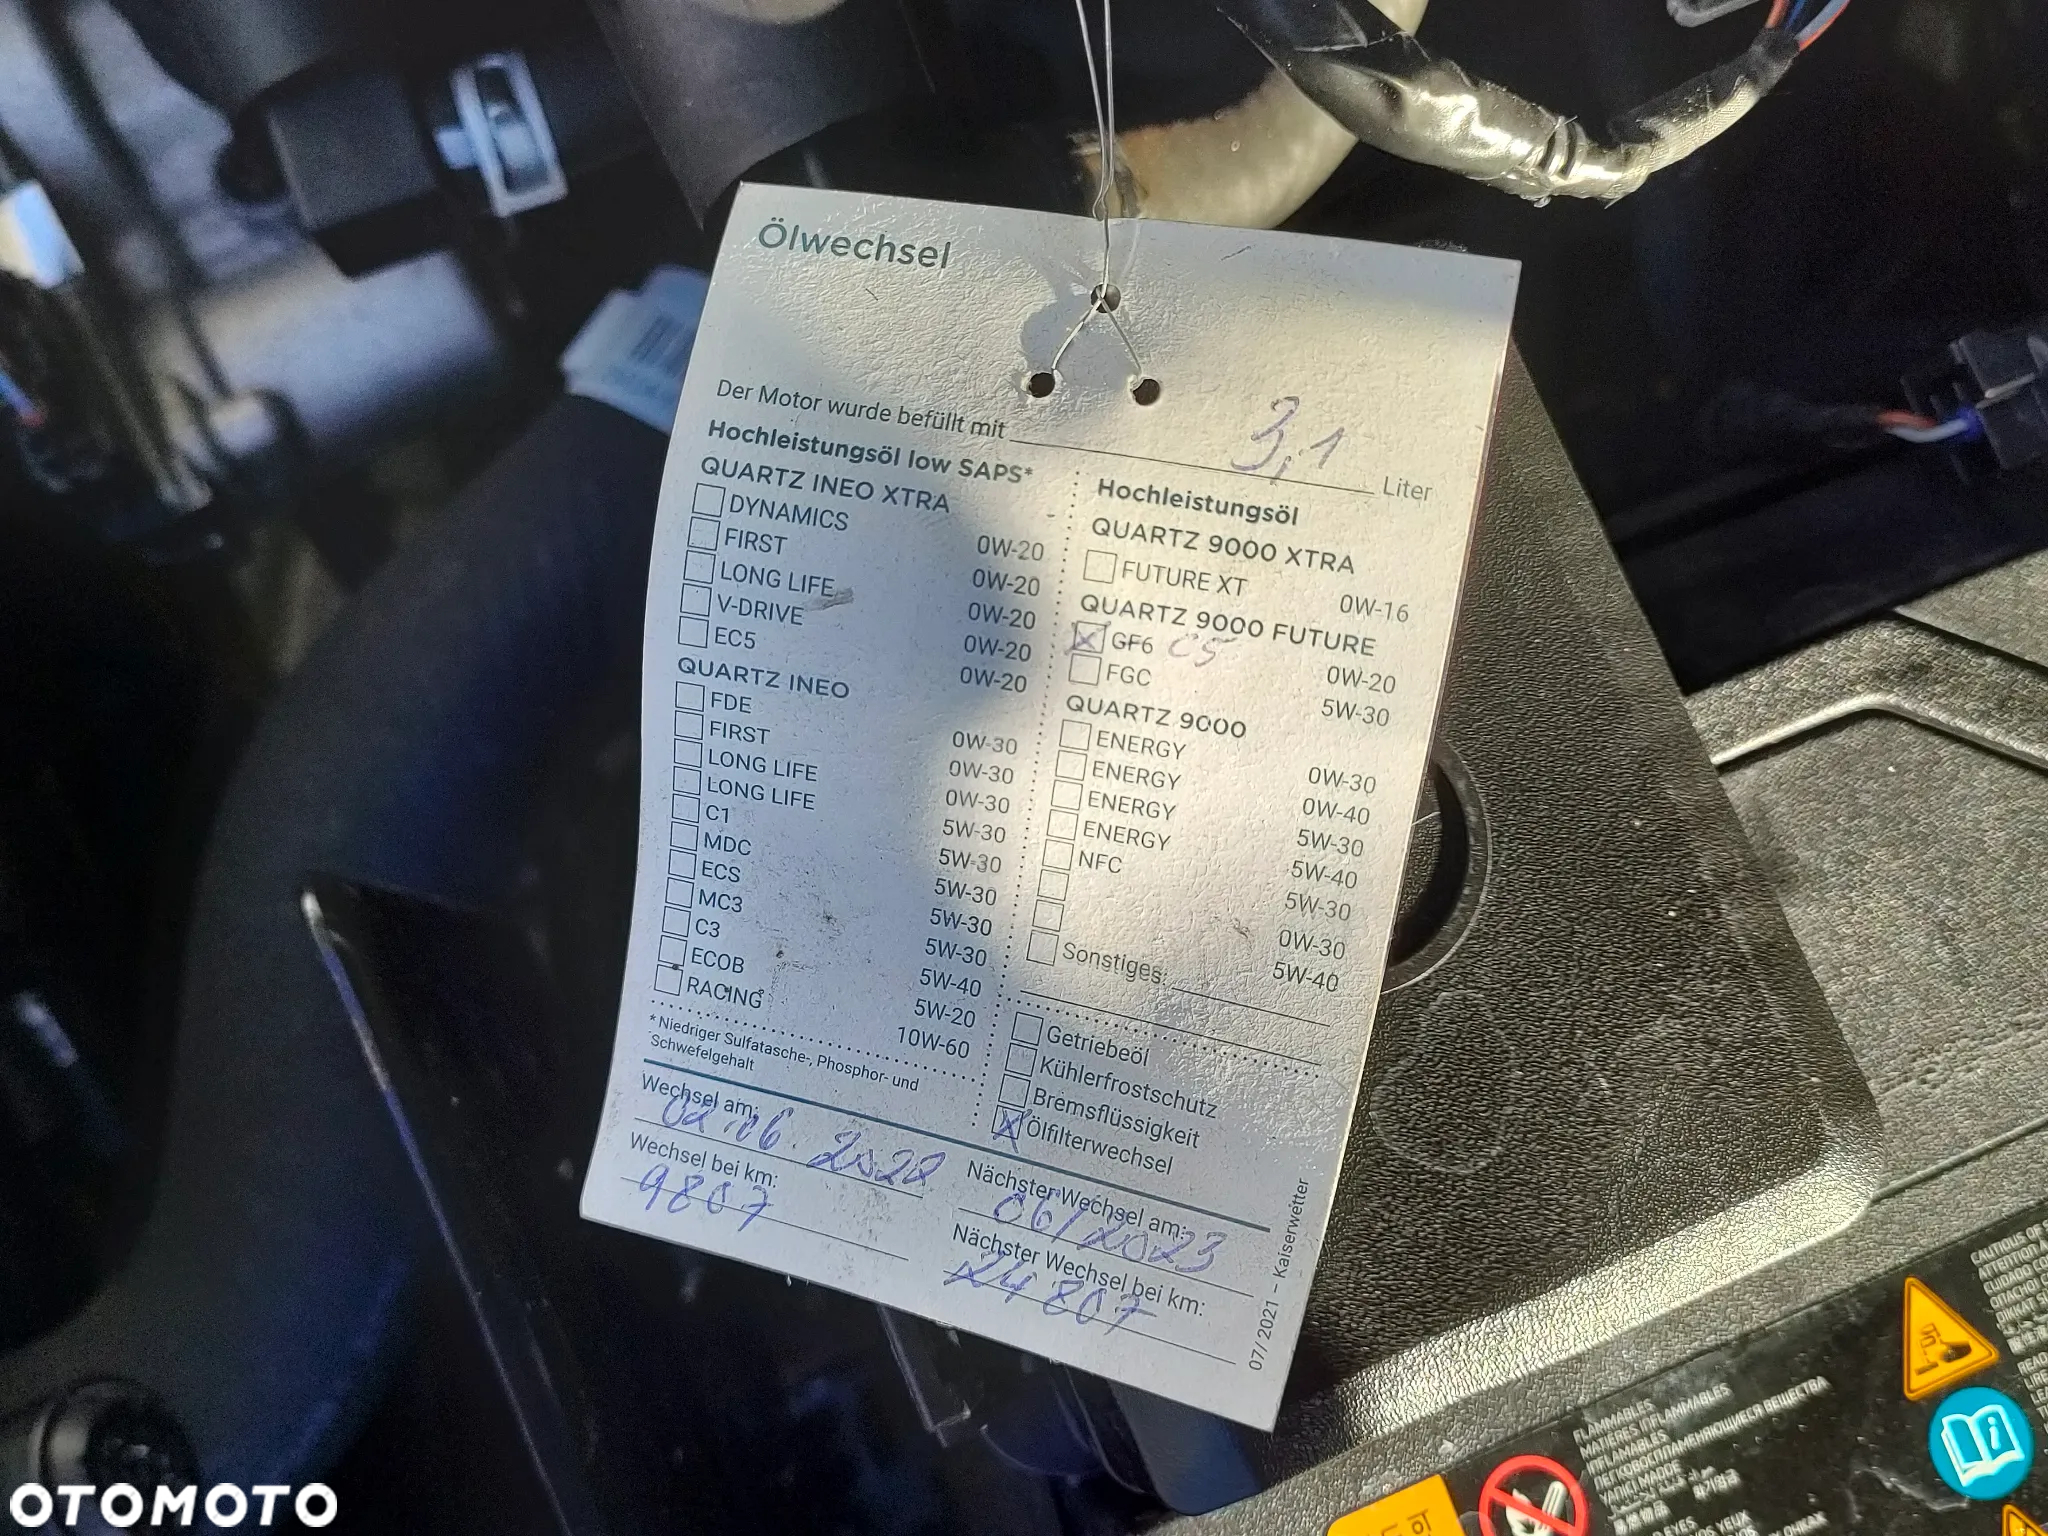 Ölwechsel
Der Motor wurde befüllt mit 3,1 Liter
Hochleistungsöl low SAPS*
QUARTZ INEO XTRA
DYNAMICS 0W-20
FIRST 0W-20
LONG LIFE 0W-20
V-DRIVE 0W-20
EC5 0W-20
QUARTZ INEO
FDE 0W-30
FIRST 0W-30
LONG LIFE 0W-30
LONG LIFE 5W-30
C1 5W-30
MDC 5W-30
ECS 5W-30
MC3 5W-30
C3 5W-40
ECOB 5W-20
RACING 10W-60
* Niedriger Sulfatasche-, Phosphor- und
Schwefelgehalt
Hochleistungsöl
QUARTZ 9000 XTRA
FUTURE XT 0W-16
QUARTZ 9000 FUTURE
X GF6 C5 0W-20
FGC 5W-30
QUARTZ 9000
ENERGY 0W-30
ENERGY 0W-40
ENERGY 5W-30
ENERGY 5W-40
NFC 5W-30
0W-30
5W-40
Sonstiges:
Getriebeöl
Kühlerfrostschutz
Bremsflüssigkeit
X Ölfilterwechsel
Wechsel am:
02.06.2022
Wechsel bei km:
9807
Nächster Wechsel am:
06/2023
Nächster Wechsel bei km:
24807
07/2021 – Kaiserwetter
FLAMMABLES
OTOMOTO